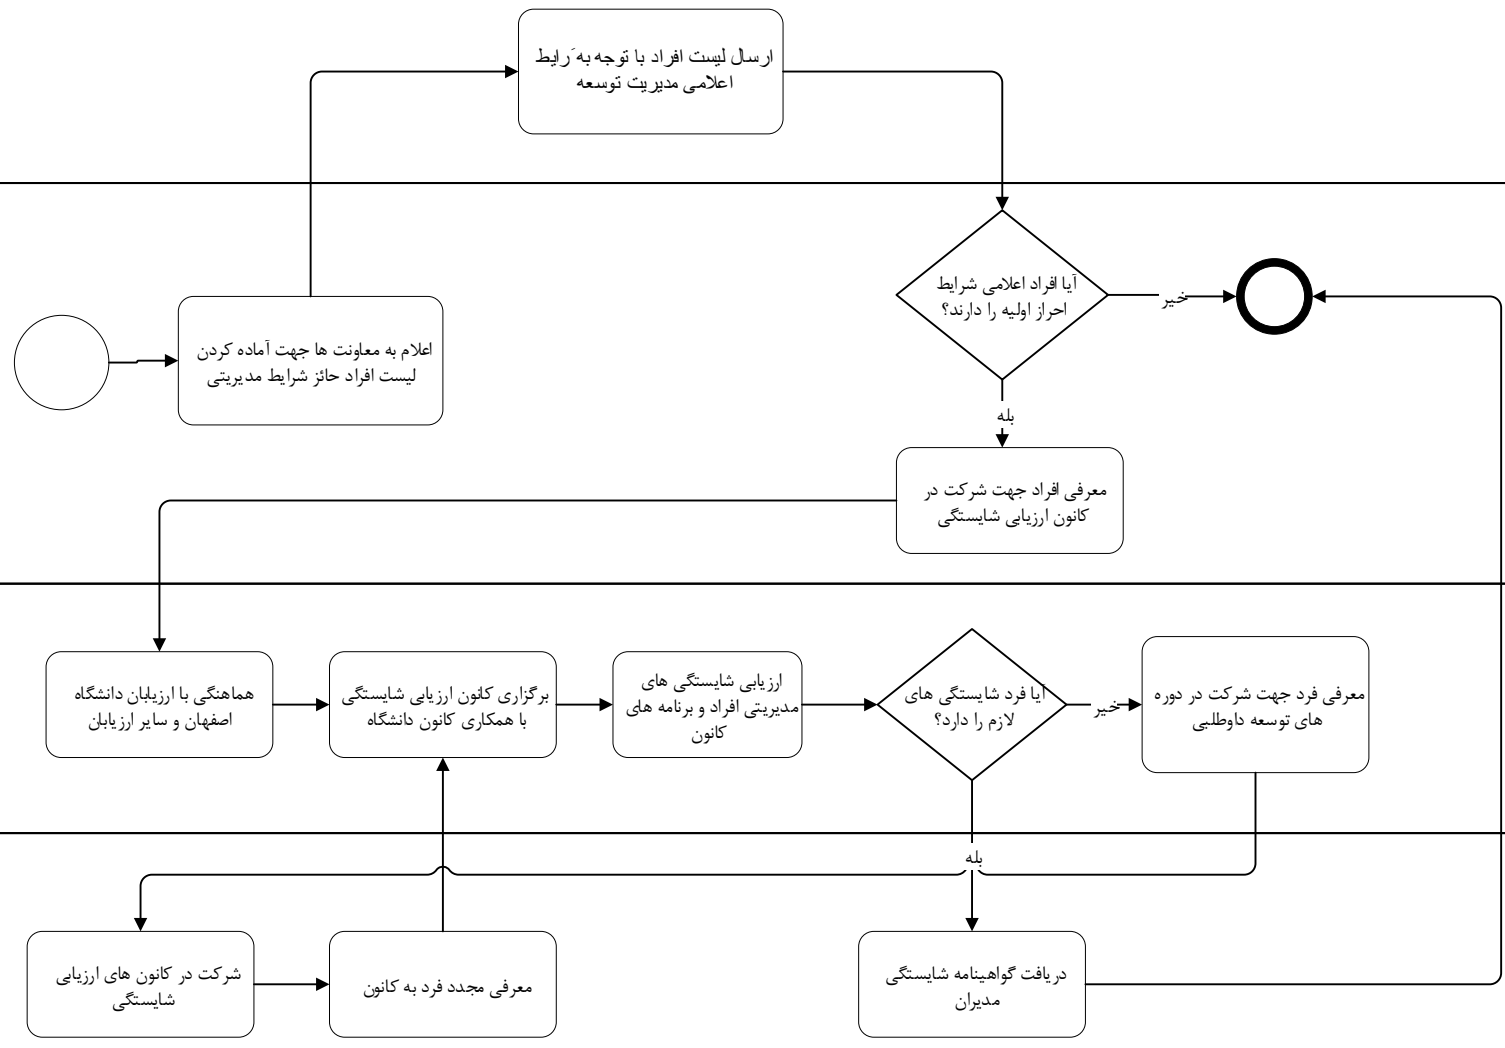 ارسال لیست افراد با توجه به َرایط
اعلامی مدیریت توسعه
آیا افراد اعلامی شرایط
احراز اولیه را دارند؟
خیر
اعلام به معاونت ها جهت آماده کردن
لیست افراد حائز شرایط مدیریتی
بله
معرفی افراد جهت شرکت در
کانون ارزیابی شایستگی
هماهنگی با ارزیابان دانشگاه
اصفهان و سایر ارزیابان
برگزاری کانون ارزیابی شایستگی
با همکاری کانون دانشگاه
ارزیابی شایستگی های
مدیریتی افراد و برنامه های
کانون
آیا فرد شایستگی های
لازم را دارد؟
خیر
معرفی فرد جهت شرکت در دوره
های توسعه داوطلبی
بله
شرکت در کانون های ارزیابی
شایستگی
معرفی مجدد فرد به کانون
دریافت گواهینامه شایستگی
مدیران